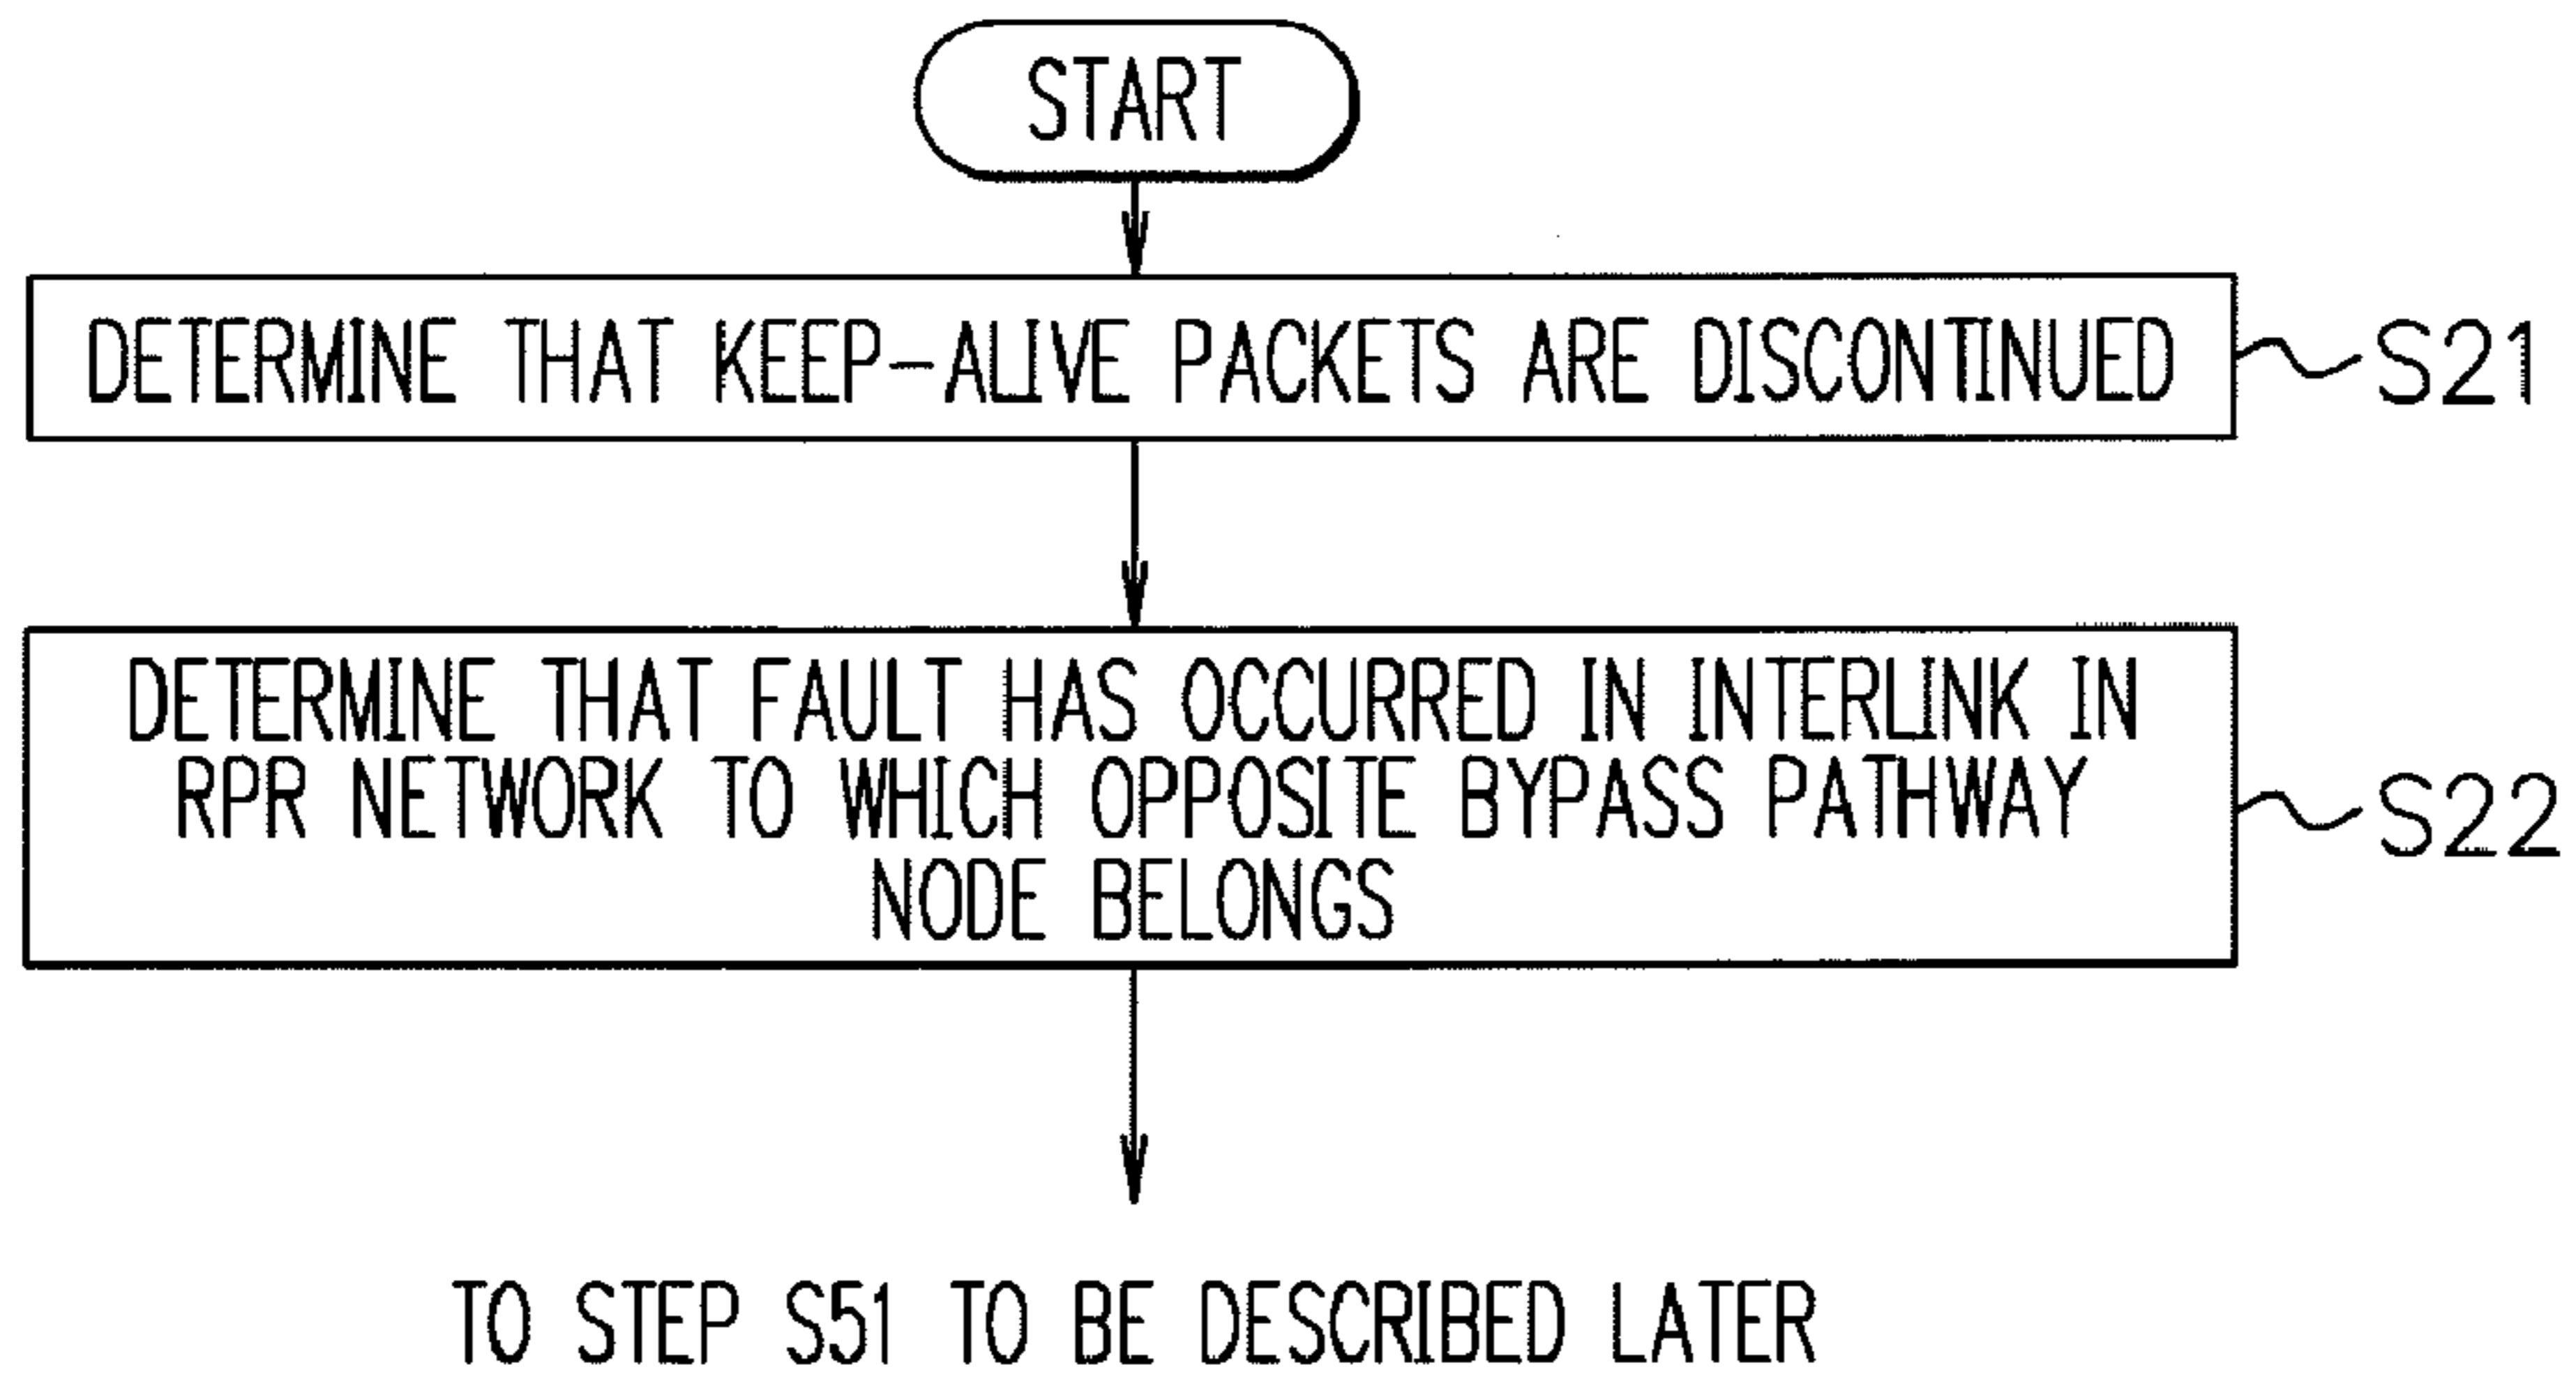 START
DETERMINE THAT KEEP-ALIVE PACKETS ARE DISCONTINUED
S21
DETERMINE THAT FAULT HAS OCCURRED IN INTERLINK IN
RPR NETWORK TO WHICH OPPOSITE BYPASS PATHWAY
NODE BELONGS
S22
TO STEP S51 TO BE DESCRIBED LATER